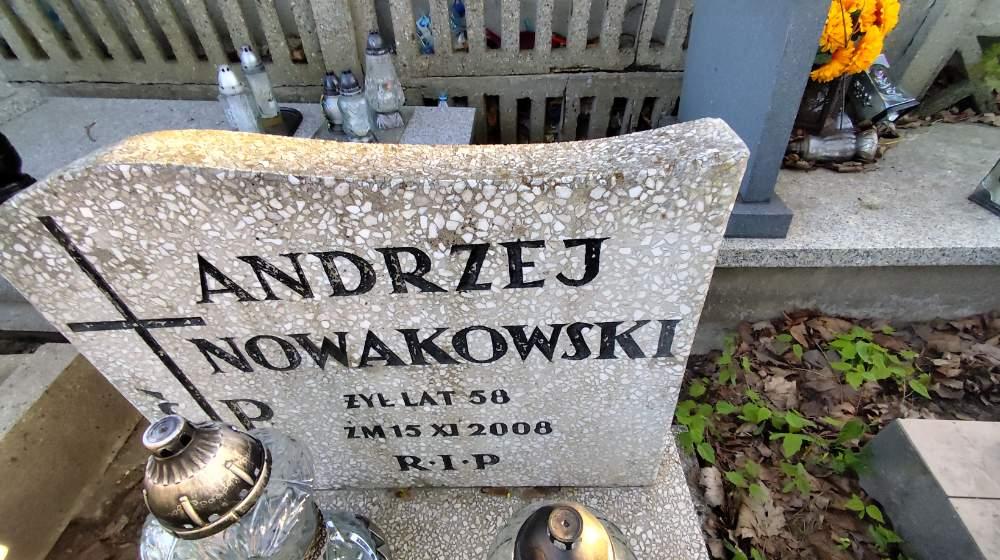 ANDRZEJ
NOWAKOWSKI
Ś P
ŻYŁ LAT 58
ZM 15 XI 2008
R·I·P